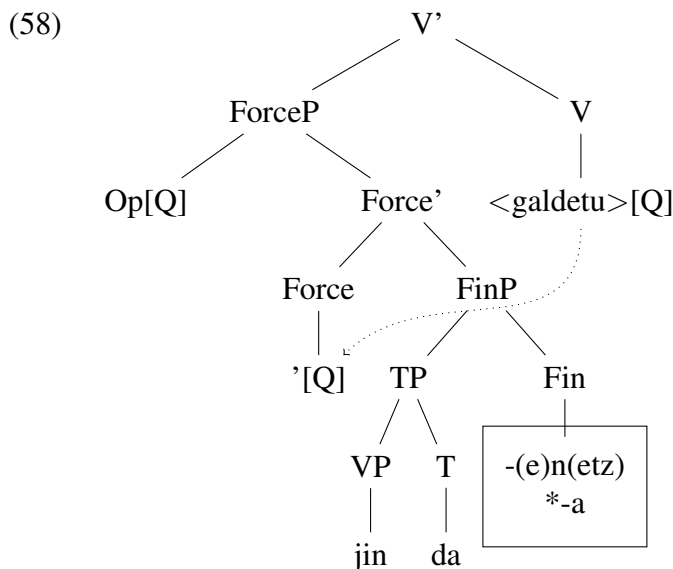 (58) V’
ForceP V
Op[Q] Force’ <galdetu>[Q]
Force FinP
’[Q] TP Fin
VP T -(e)n(etz)
*-a
jin da